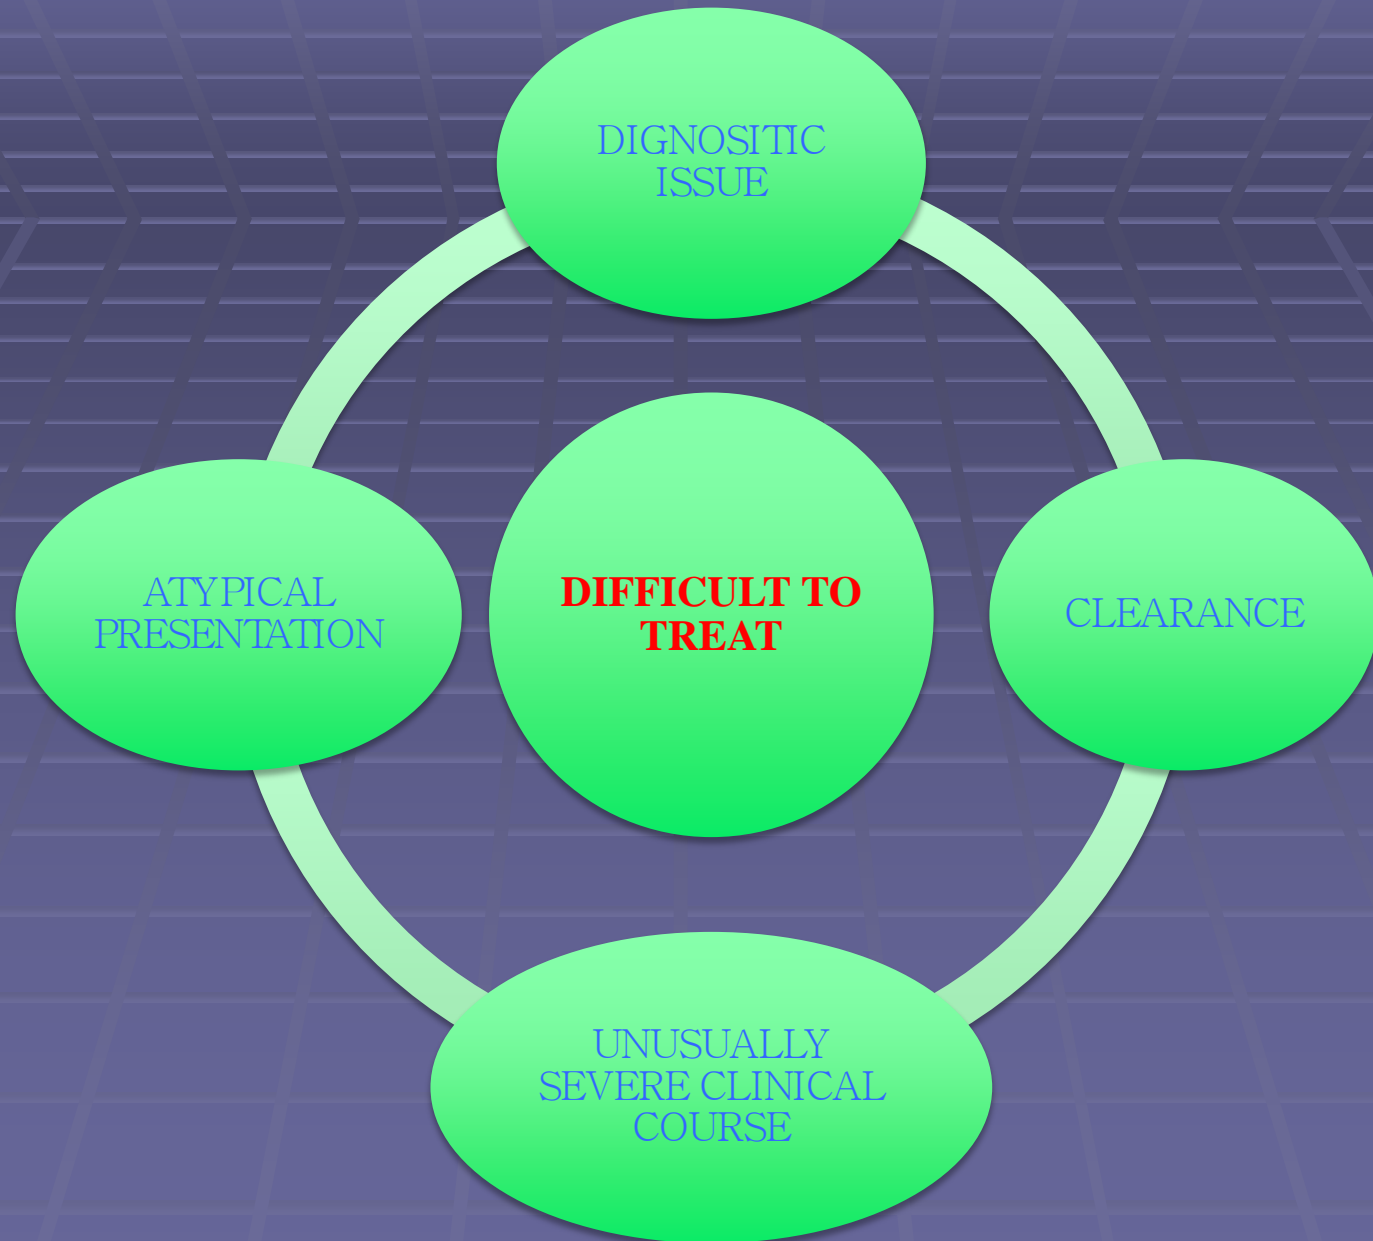 DIGNOSITIC
ISSUE
ATYPICAL
PRESENTATION
DIFFICULT TO
TREAT
CLEARANCE
UNUSUALLY
SEVERE CLINICAL
COURSE